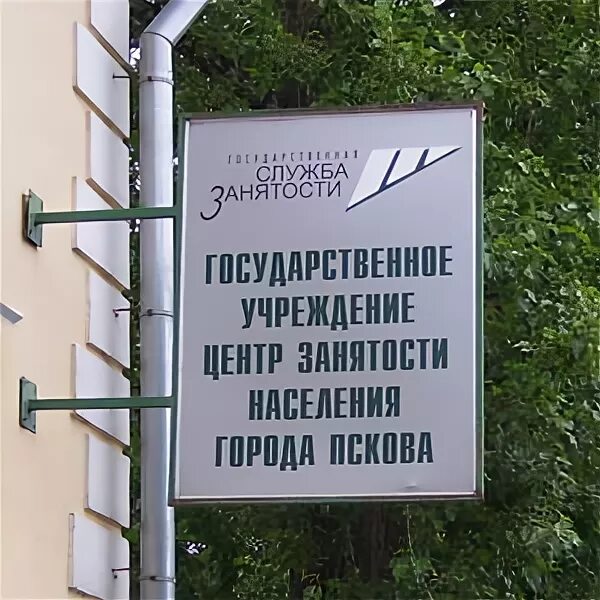 ГОСУДАРСТВЕННАЯ
СЛУЖБА
ЗАНЯТОСТИ
ГОСУДАРСТВЕННОЕ
УЧРЕЖДЕНИЕ
ЦЕНТР ЗАНЯТОСТИ
НАСЕЛЕНИЯ
ГОРОДА ПСКОВА